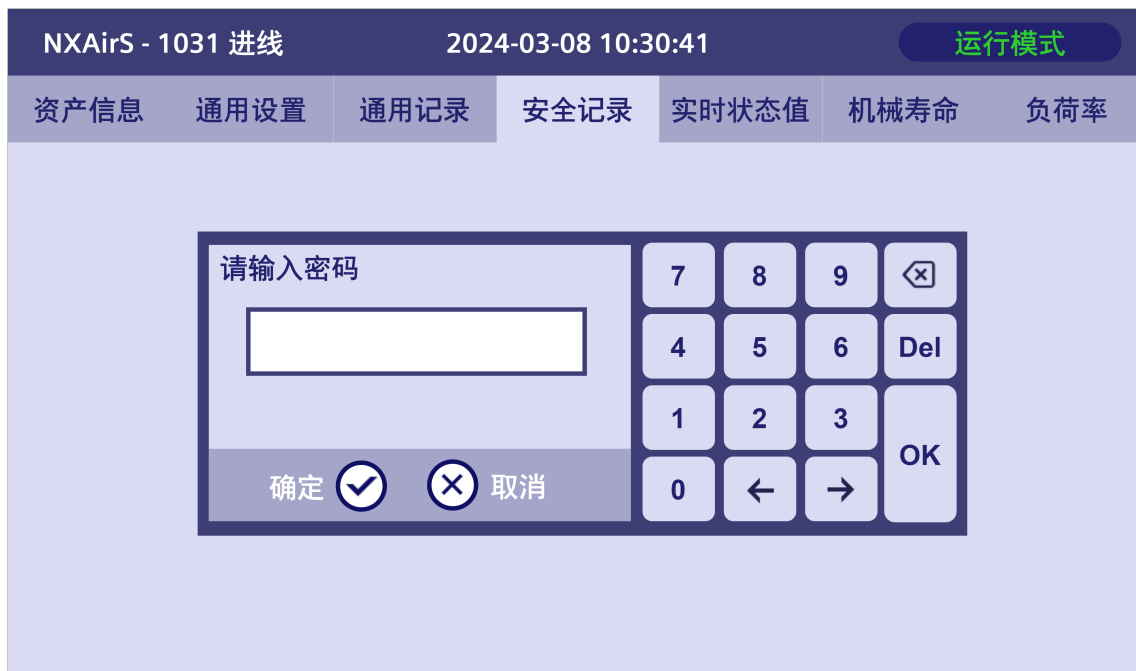 NXAirS - 1031 进线 2024-03-08 10:30:41 运行模式
资产信息 通用设置 通用记录 安全记录 实时状态值 机械寿命 负荷率
请输入密码
7 8 9
4 5 6 Del
1 2 3
OK
确定 取消
0 ← →